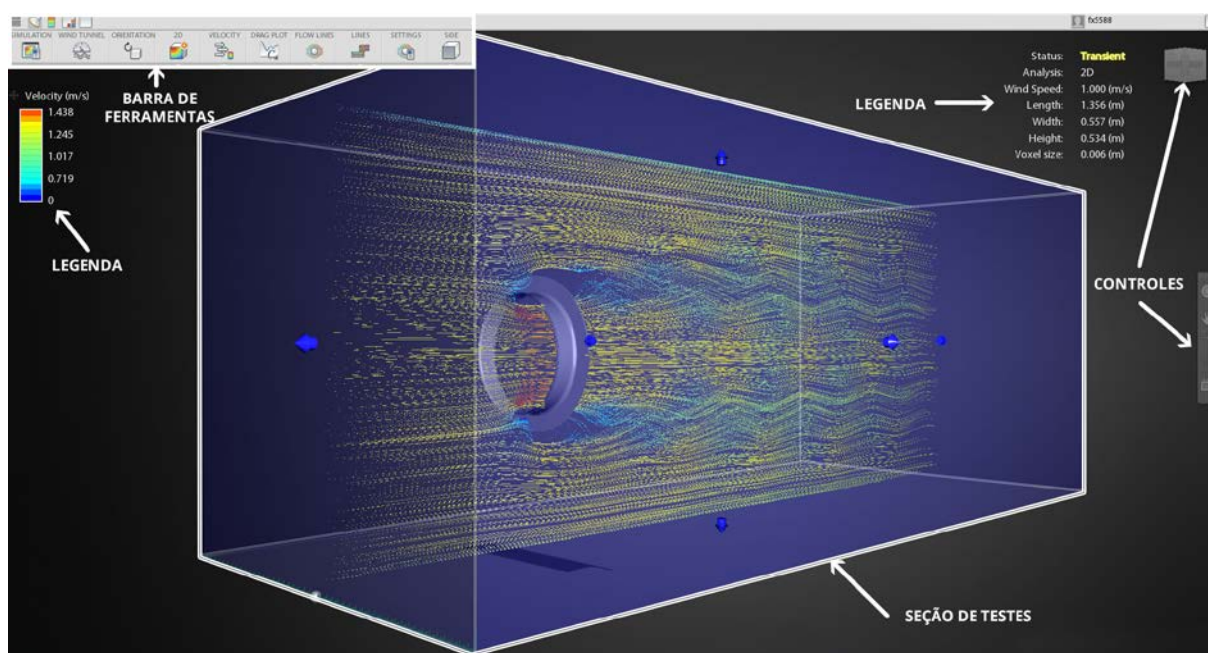 fx5588
SIMULATION WIND TUNNEL ORIENTATION 2D VELOCITY DRAG PLOT FLOW LINES LINES SETTINGS SIDE
BARRA DE
FERRAMENTAS
Velocity (m/s)
1.438
1.245
1.017
0.719
0
LEGENDA
LEGENDA
Status: Transient
Analysis: 2D
Wind Speed: 1.000 (m/s)
Length: 1.356 (m)
Width: 0.557 (m)
Height: 0.534 (m)
Voxel size: 0.006 (m)
CONTROLES
SEÇÃO DE TESTES